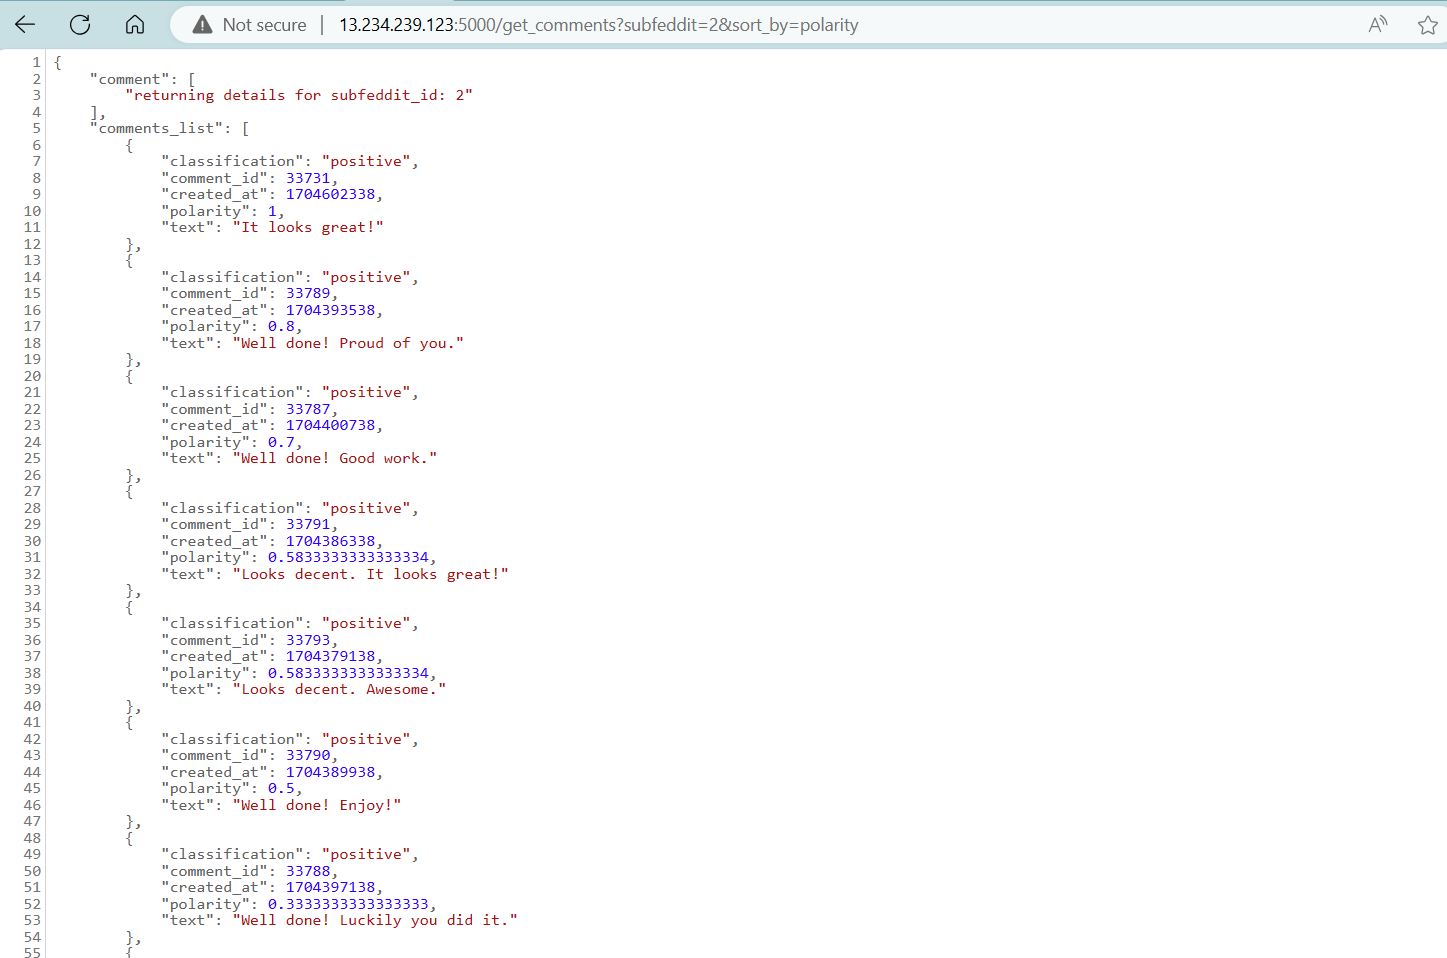 Not secure | 13.234.239.123:5000/get_comments?subfeddit=2&sort_by=polarity
1 {
2 "comment": [
3 "returning details for subfeddit_id: 2"
4 ],
5 "comments_list": [
6 {
7 "classification": "positive",
8 "comment_id": 33731,
9 "created_at": 1704602338,
10 "polarity": 1,
11 "text": "It looks great!"
12 },
13 {
14 "classification": "positive",
15 "comment_id": 33789,
16 "created_at": 1704393538,
17 "polarity": 0.8,
18 "text": "Well done! Proud of you."
19 },
20 {
21 "classification": "positive",
22 "comment_id": 33787,
23 "created_at": 1704400738,
24 "polarity": 0.7,
25 "text": "Well done! Good work."
26 },
27 {
28 "classification": "positive",
29 "comment_id": 33791,
30 "created_at": 1704386338,
31 "polarity": 0.5833333333333334,
32 "text": "Looks decent. It looks great!"
33 },
34 {
35 "classification": "positive",
36 "comment_id": 33793,
37 "created_at": 1704379138,
38 "polarity": 0.5833333333333334,
39 "text": "Looks decent. Awesome."
40 },
41 {
42 "classification": "positive",
43 "comment_id": 33790,
44 "created_at": 1704389938,
45 "polarity": 0.5,
46 "text": "Well done! Enjoy!"
47 },
48 {
49 "classification": "positive",
50 "comment_id": 33788,
51 "created_at": 1704397138,
52 "polarity": 0.3333333333333333,
53 "text": "Well done! Luckily you did it."
54 },
55 {